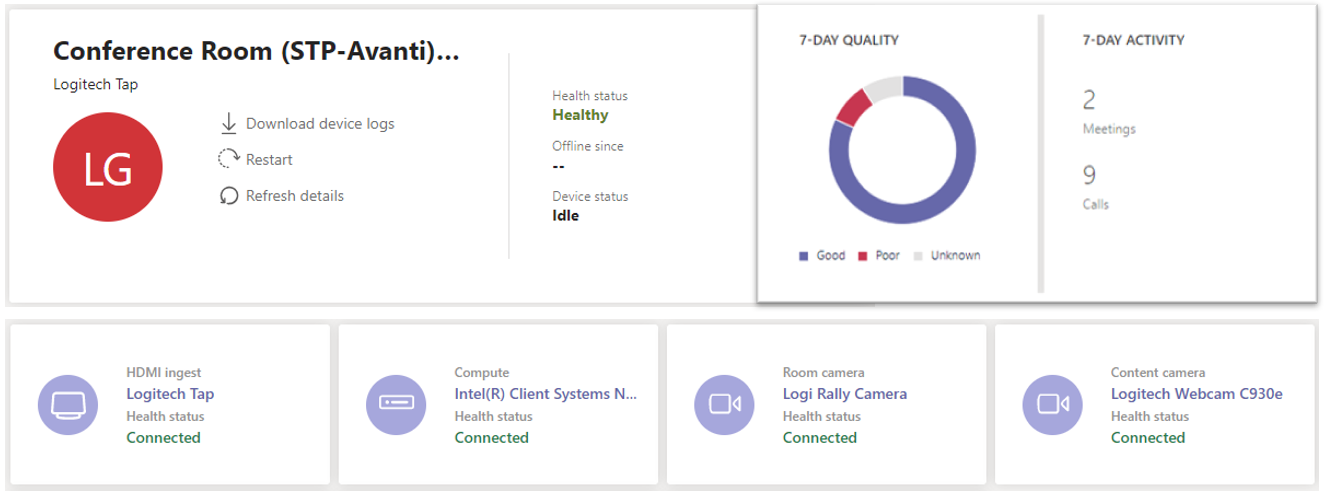 Conference Room (STP-Avanti)...
Logitech Tap
LG
Download device logs
Restart
Refresh details
Health status
Healthy
Offline since
--
Device status
Idle
7-DAY QUALITY
Good Poor Unknown
7-DAY ACTIVITY
2
Meetings
9
Calls
HDMI ingest
Logitech Tap
Health status
Connected
Compute
Intel(R) Client Systems N...
Health status
Connected
Room camera
Logi Rally Camera
Health status
Connected
Content camera
Logitech Webcam C930e
Health status
Connected